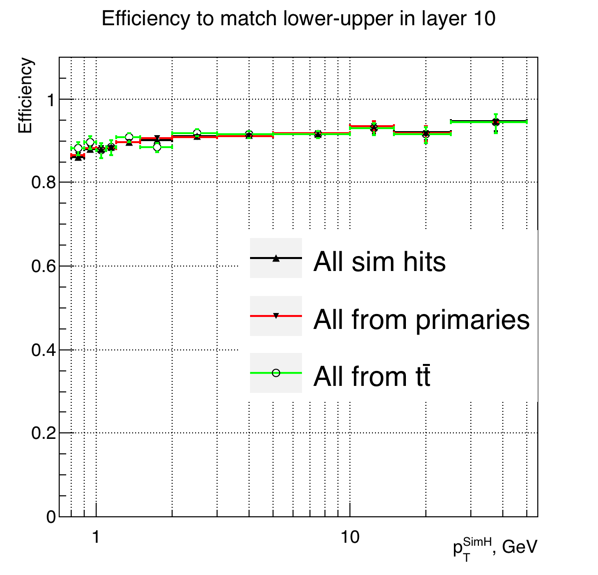 Efficiency to match lower-upper in layer 10
Efficiency
1
0.8
0.6
0.4
0.2
0
All sim hits
All from primaries
All from tt̄
1
10
p_T^SimH, GeV